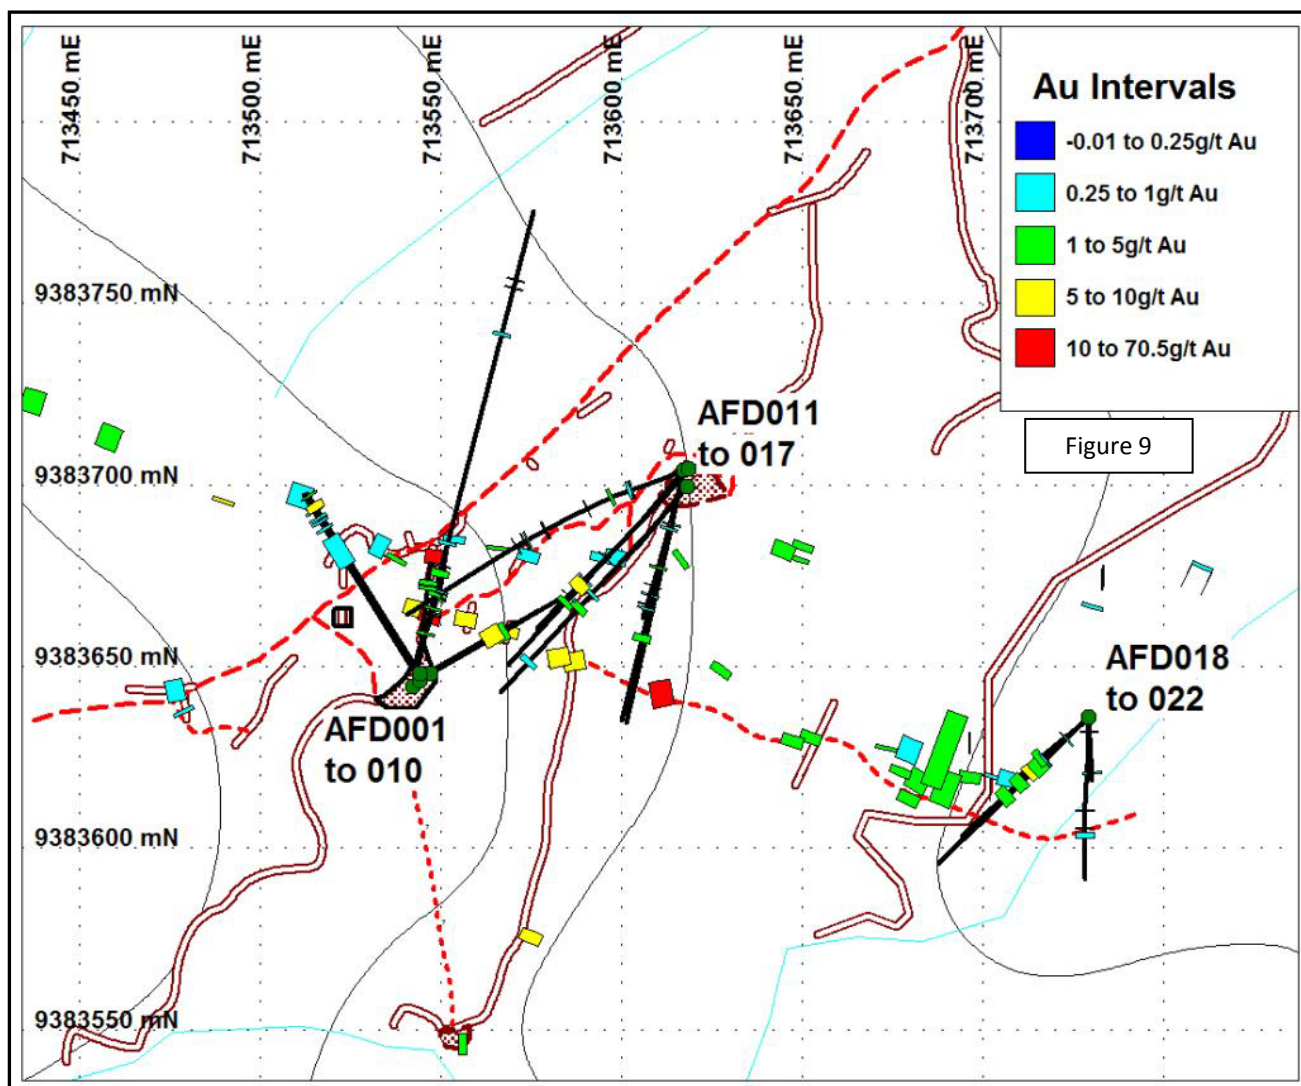 713450 mE
713500 mE
713550 mE
713600 mE
713650 mE
713700 mE
Au Intervals
-0.01 to 0.25g/t Au
0.25 to 1g/t Au
1 to 5g/t Au
5 to 10g/t Au
10 to 70.5g/t Au
Figure 9
9383750 mN
9383700 mN
9383650 mN
9383600 mN
9383550 mN
AFD011
to 017
AFD018
to 022
AFD001
to 010